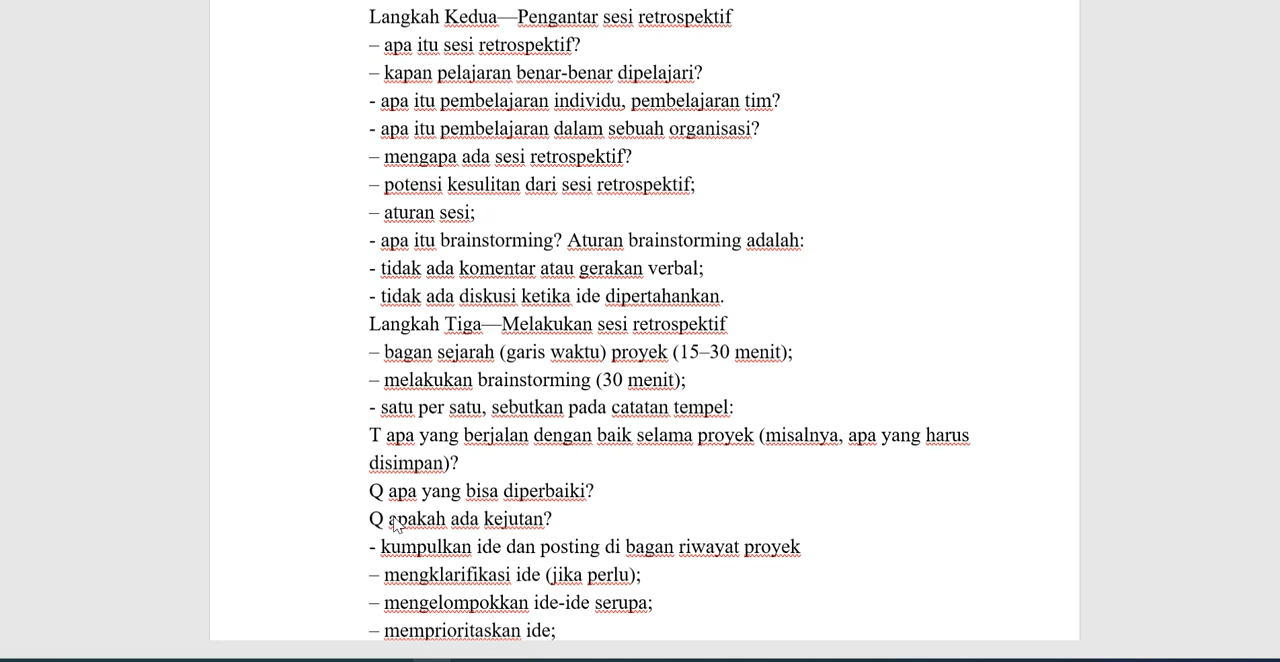 Langkah Kedua—Pengantar sesi retrospektif
– apa itu sesi retrospektif?
– kapan pelajaran benar-benar dipelajari?
- apa itu pembelajaran individu, pembelajaran tim?
- apa itu pembelajaran dalam sebuah organisasi?
– mengapa ada sesi retrospektif?
– potensi kesulitan dari sesi retrospektif;
– aturan sesi;
- apa itu brainstorming? Aturan brainstorming adalah:
- tidak ada komentar atau gerakan verbal;
- tidak ada diskusi ketika ide dipertahankan.
Langkah Tiga—Melakukan sesi retrospektif
– bagan sejarah (garis waktu) proyek (15–30 menit);
– melakukan brainstorming (30 menit);
- satu per satu, sebutkan pada catatan tempel:
T apa yang berjalan dengan baik selama proyek (misalnya, apa yang harus
disimpan)?
Q apa yang bisa diperbaiki?
Q apakah ada kejutan?
- kumpulkan ide dan posting di bagan riwayat proyek
– mengklarifikasi ide (jika perlu);
– mengelompokkan ide-ide serupa;
– memprioritaskan ide;